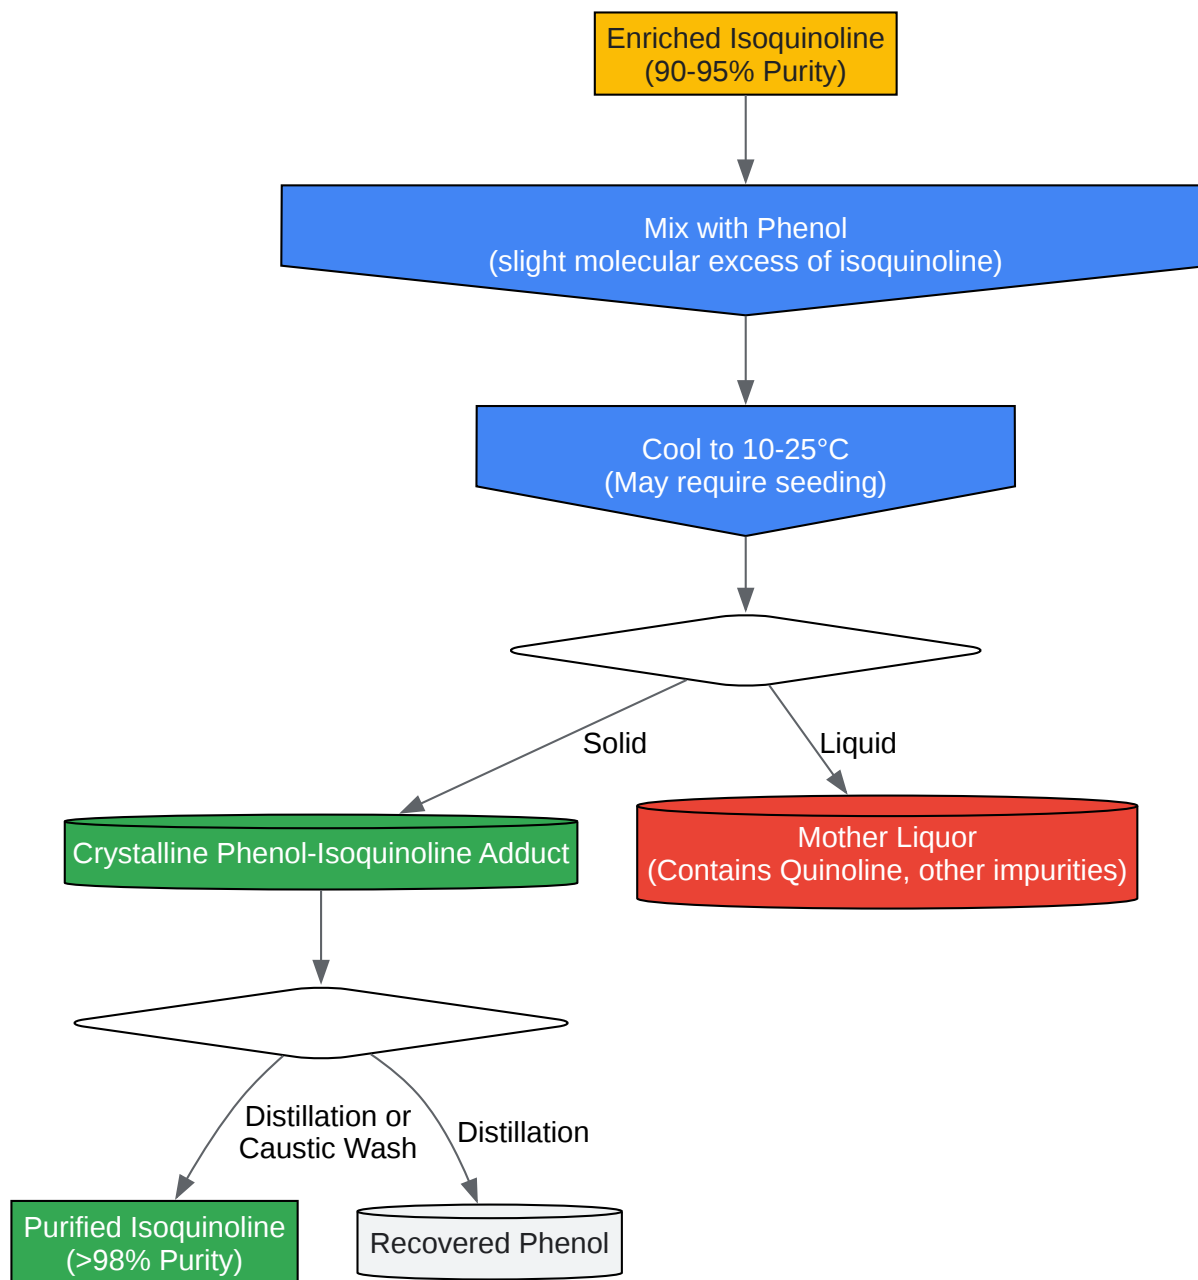 Enriched Isoquinoline
(90-95% Purity)
Mix with Phenol
(slight molecular excess of isoquinoline)
Cool to 10-25°C
(May require seeding)
Solid
Liquid
Crystalline Phenol-Isoquinoline Adduct
Mother Liquor
(Contains Quinoline, other impurities)
Distillation or
Caustic Wash
Distillation
Purified Isoquinoline
(>98% Purity)
Recovered Phenol